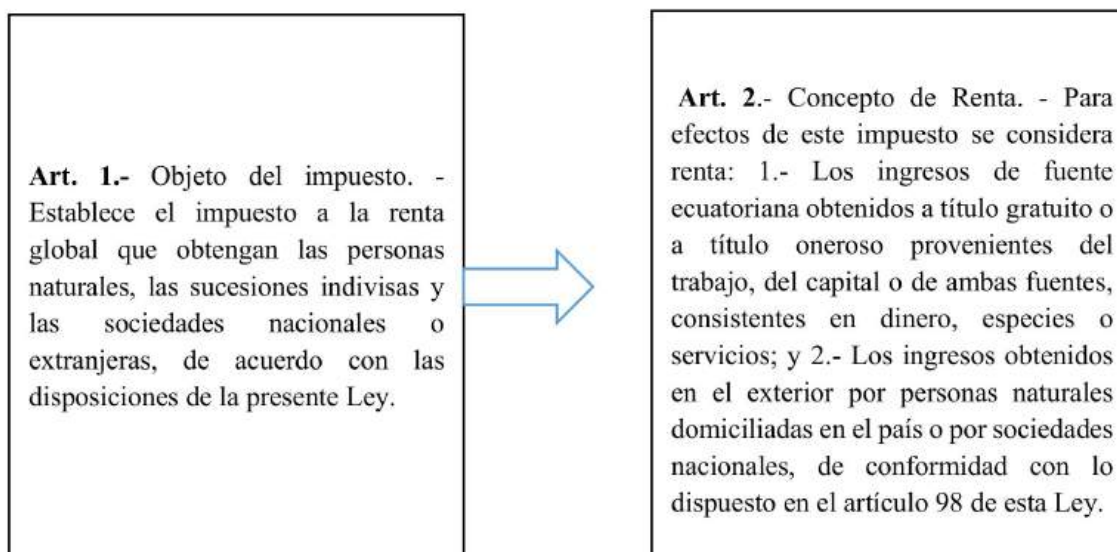 Art. 1.- Objeto del impuesto. -
Establece el impuesto a la renta
global que obtengan las personas
naturales, las sucesiones indivisas y
las sociedades nacionales o
extranjeras, de acuerdo con las
disposiciones de la presente Ley.
Art. 2.- Concepto de Renta. - Para
efectos de este impuesto se considera
renta: 1.- Los ingresos de fuente
ecuatoriana obtenidos a título gratuito o
a título oneroso provenientes del
trabajo, del capital o de ambas fuentes,
consistentes en dinero, especies o
servicios; y 2.- Los ingresos obtenidos
en el exterior por personas naturales
domiciliadas en el país o por sociedades
nacionales, de conformidad con lo
dispuesto en el artículo 98 de esta Ley.